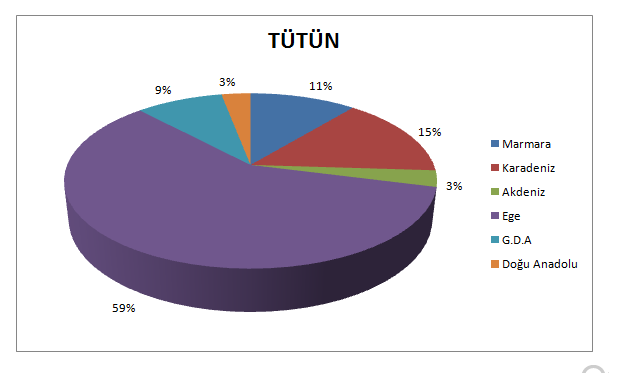 TÜTÜN
11%
15%
3%
59%
9%
3%
Marmara
Karadeniz
Akdeniz
Ege
G.D.A
Doğu Anadolu